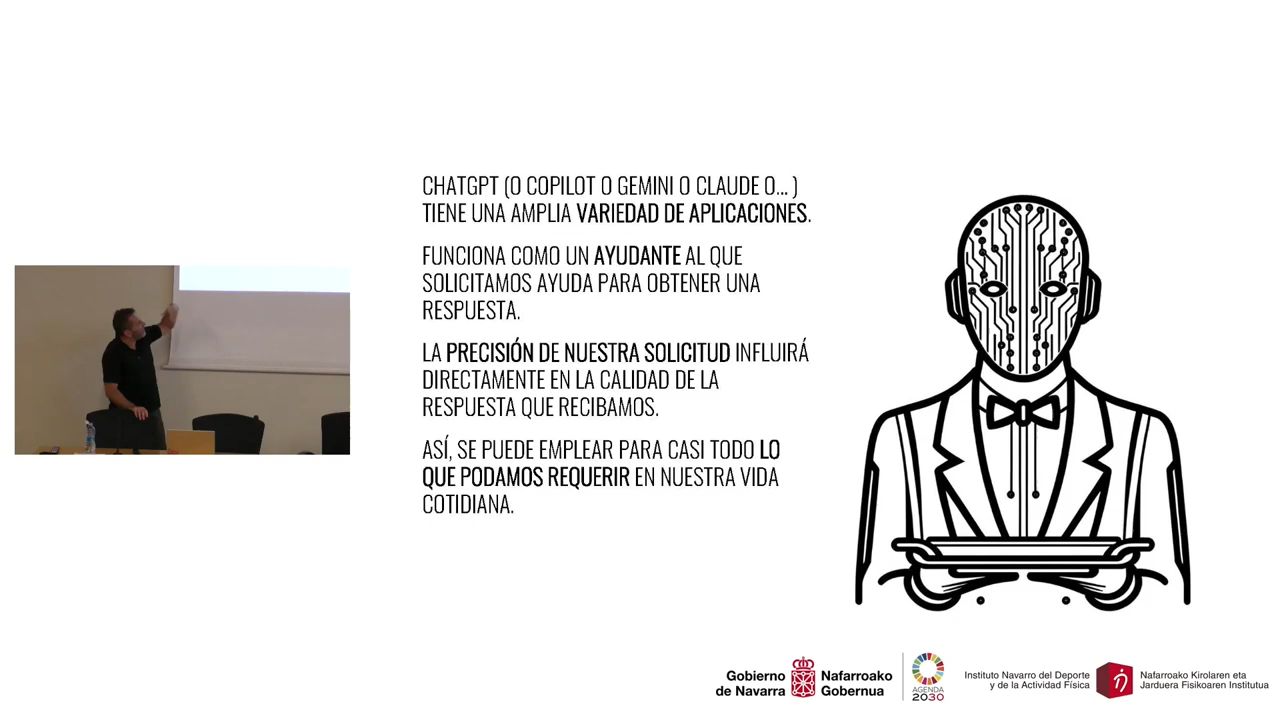 CHATGPT (O COPILOT O GEMINI O CLAUDE O... )
TIENE UNA AMPLIA VARIEDAD DE APLICACIONES.
FUNCIONA COMO UN AYUDANTE AL QUE
SOLICITAMOS AYUDA PARA OBTENER UNA
RESPUESTA.
LA PRECISIÓN DE NUESTRA SOLICITUD INFLUIRÁ
DIRECTAMENTE EN LA CALIDAD DE LA
RESPUESTA QUE RECIBAMOS.
ASÍ, SE PUEDE EMPLEAR PARA CASI TODO LO
QUE PODAMOS REQUERIR EN NUESTRA VIDA
COTIDIANA.
Gobierno
de Navarra
Nafarroako
Gobernua
AGENDA
2030
Instituto Navarro del Deporte
y de la Actividad Física
Nafarroako Kirolaren eta
Jarduera Fisikoaren Institutua